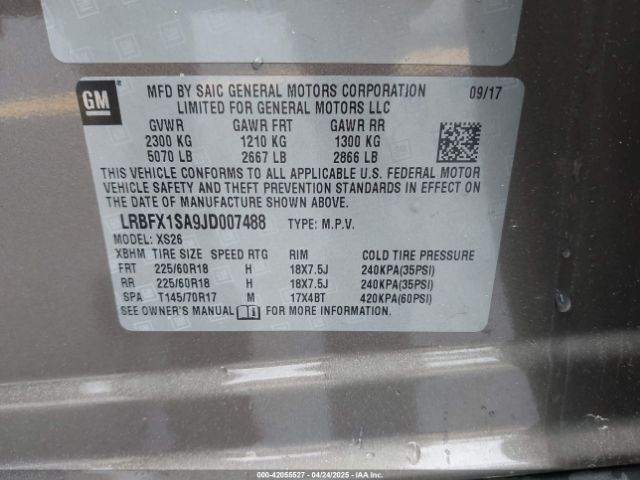 GM
MFD BY SAIC GENERAL MOTORS CORPORATION 09/17
LIMITED FOR GENERAL MOTORS LLC
GVWR GAWR FRT GAWR RR
2300 KG 1210 KG 1300 KG
5070 LB 2667 LB 2866 LB
THIS VEHICLE CONFORMS TO ALL APPLICABLE U.S. FEDERAL MOTOR
VEHICLE SAFETY AND THEFT PREVENTION STANDARDS IN EFFECT ON
THE DATE OF MANUFACTURE SHOWN ABOVE.
LRBFX1SA9JD007488 TYPE: M.P.V.
MODEL: XS26
XBHM TIRE SIZE SPEED RTG RIM COLD TIRE PRESSURE
FRT 225/60R18 H 18X7.5J 240KPA(35PSI)
RR 225/60R18 H 18X7.5J 240KPA(35PSI)
SPA T145/70R17 M 17X4BT 420KPA(60PSI)
SEE OWNER'S MANUAL FOR MORE INFORMATION.
000-42055527 - 04/24/2025 - IAAI.COM